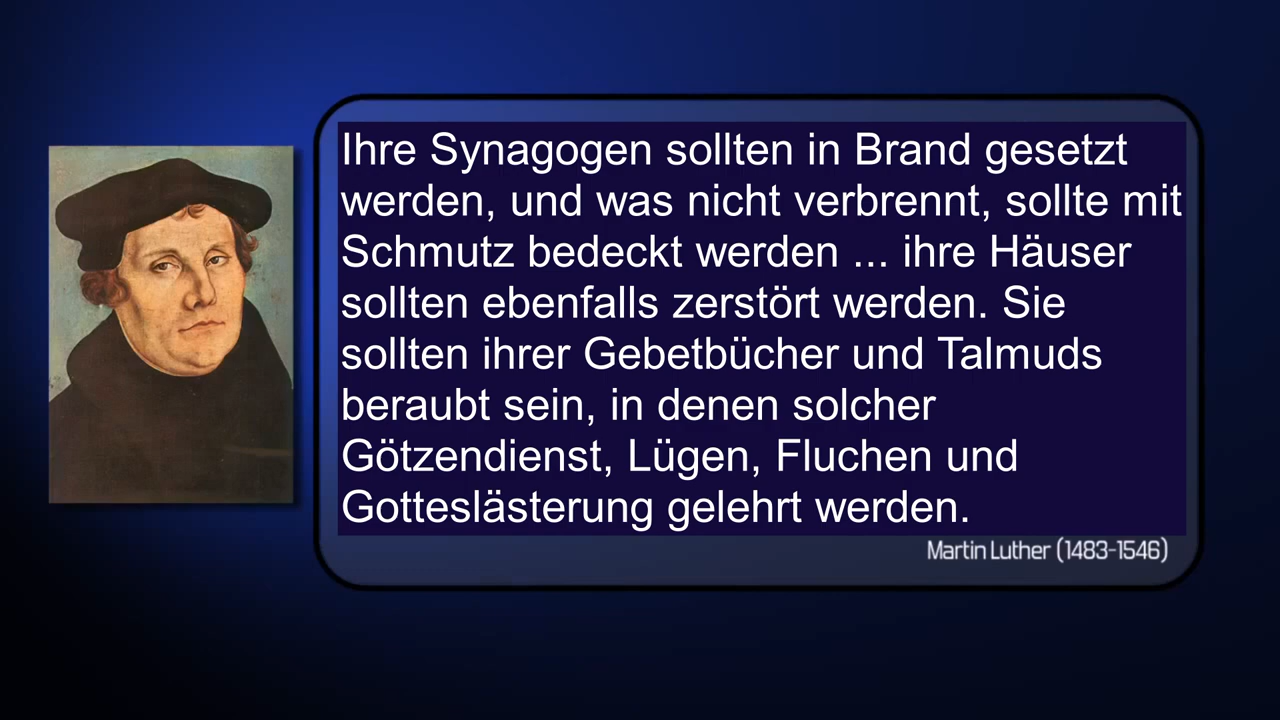 Ihre Synagogen sollten in Brand gesetzt
werden, und was nicht verbrennt, sollte mit
Schmutz bedeckt werden ... ihre Häuser
sollten ebenfalls zerstört werden. Sie
sollten ihrer Gebetbücher und Talmuds
beraubt sein, in denen solcher
Götzendienst, Lügen, Fluchen und
Gotteslästerung gelehrt werden.
Martin Luther (1483-1546)